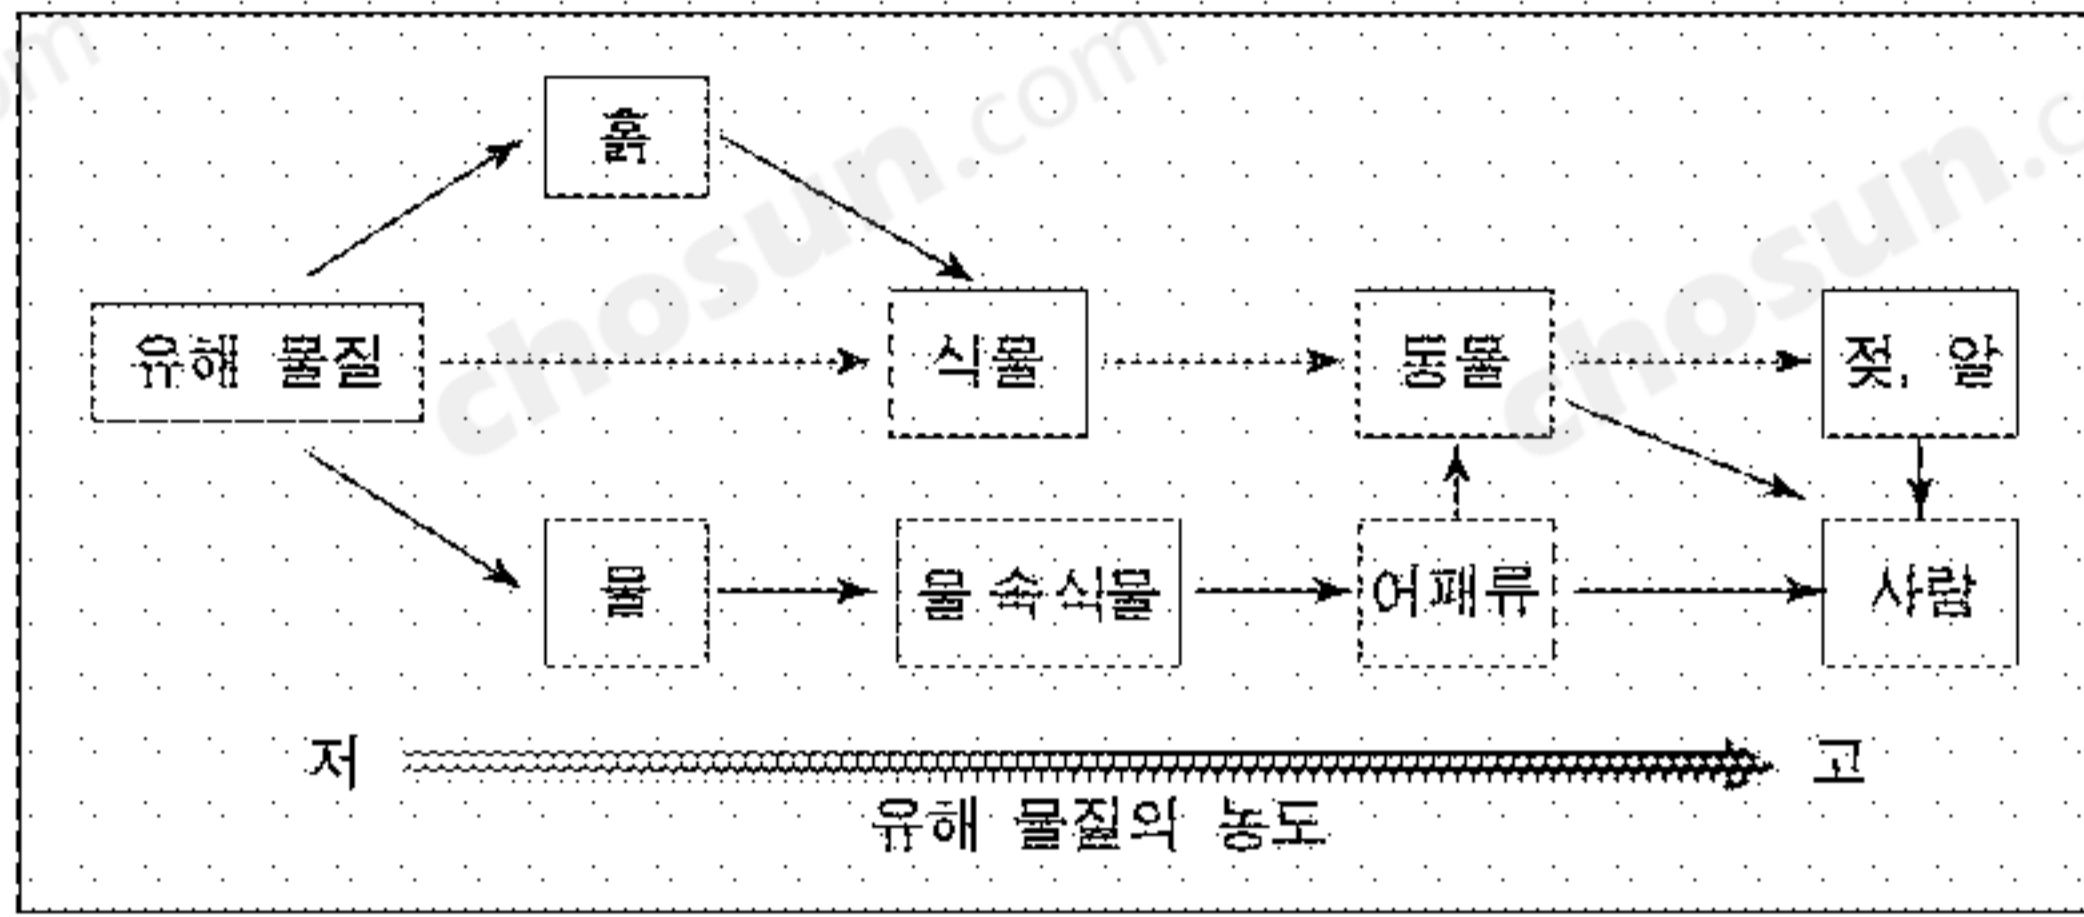 흙
유해 물질 식물 동물 젖, 알
물 물 속 식물 어패류 사람
저 고
유해 물질의 농도
chosun.com
chosun.c
om